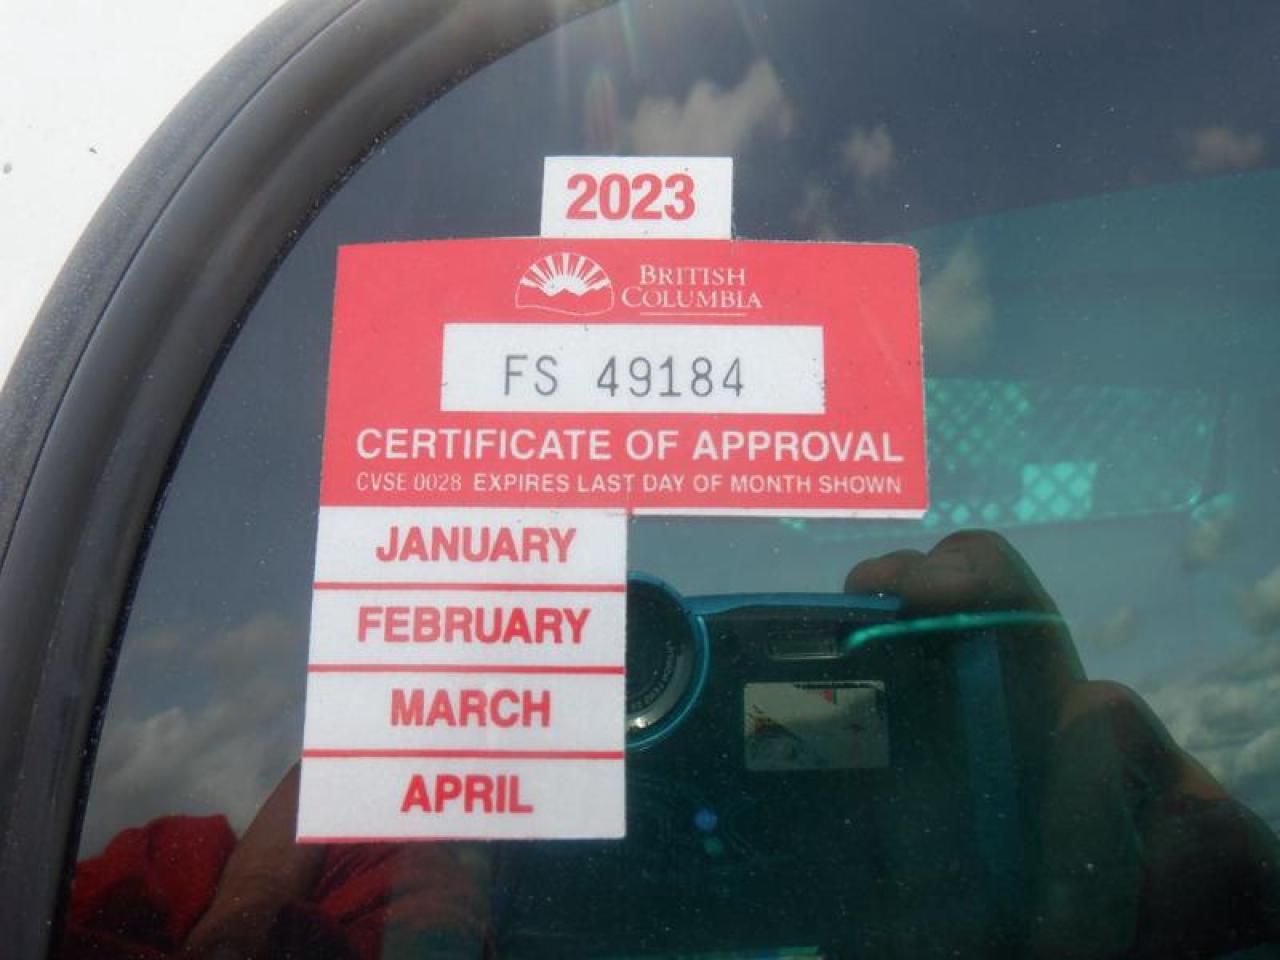 2023
BRITISH
COLUMBIA
FS 49184
CERTIFICATE OF APPROVAL
CVSE 0028 EXPIRES LAST DAY OF MONTH SHOWN
JANUARY
FEBRUARY
MARCH
APRIL